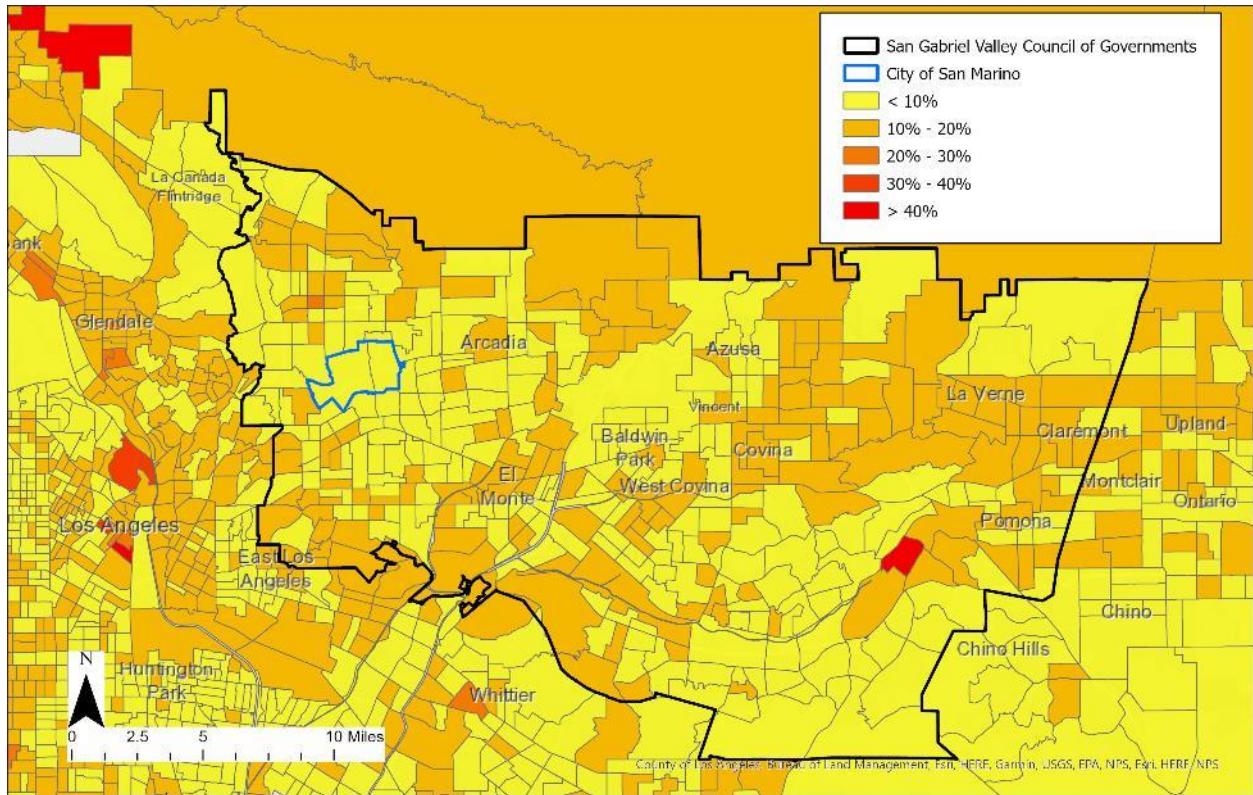 San Gabriel Valley Council of Governments
City of San Marino
< 10%
10% - 20%
20% - 30%
30% - 40%
> 40%
La Canada
Flintridge
ank
Glendale
Arcadia
Azusa
La Verne
Vincent
Baldwin
Park
Covina
Claremont
Upland
El
Monte
West Covina
Montclair
Ontario
Los Angeles
Pomona
East Los
Angeles
Chino
Chino Hills
Huntington
Park
Whittier
N
0 2.5 5 10 Miles
County of Los Angeles, Bureau of Land Management, Esri, HERE, Garmin, USGS, EPA, NPS, Esri, HERE, NPS